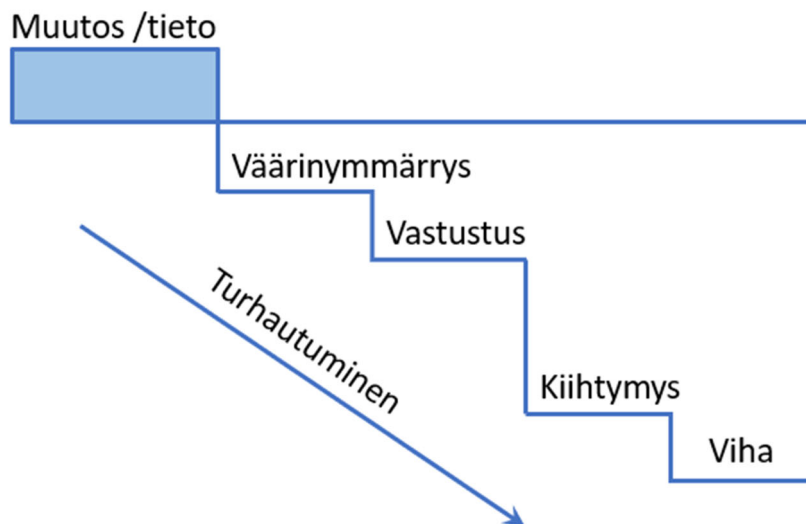 Muutos /tieto
Väärinymmärrys
Vastustus
Turhautuminen
Kiihtymys
Viha